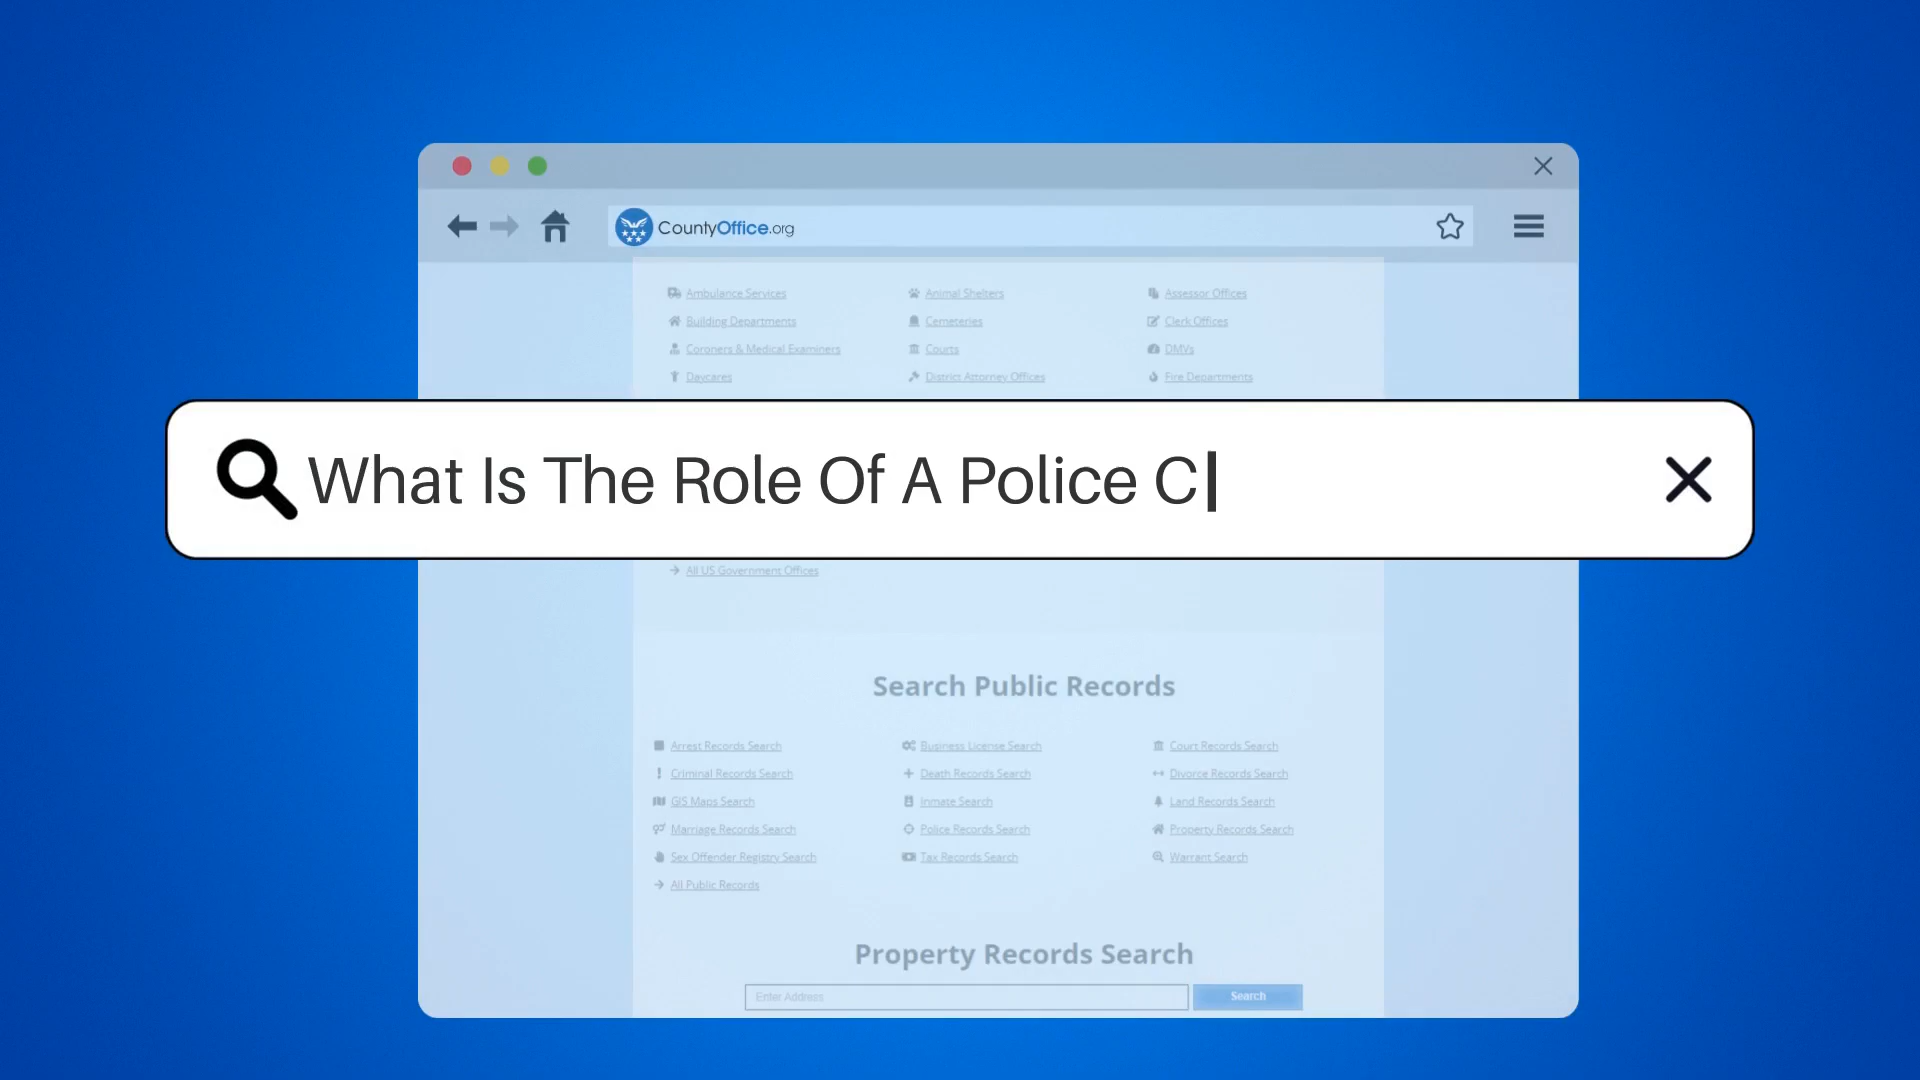 CountyOffice.org
Ambulance Services Animal Shelters Assessor Offices
Building Departments Cemeteries Clerk Offices
Coroners & Medical Examiners Courts DMVs
Daycares District Attorney Offices Fire Departments
What Is The Role Of A Police C
All US Government Offices
Search Public Records
Arrest Records Search Business License Search Court Records Search
Criminal Records Search Death Records Search Divorce Records Search
GIS Maps Search Inmate Search Land Records Search
Marriage Records Search Police Records Search Property Records Search
Sex Offender Registry Search Tax Records Search Warrant Search
All Public Records
Property Records Search
Enter Address Search